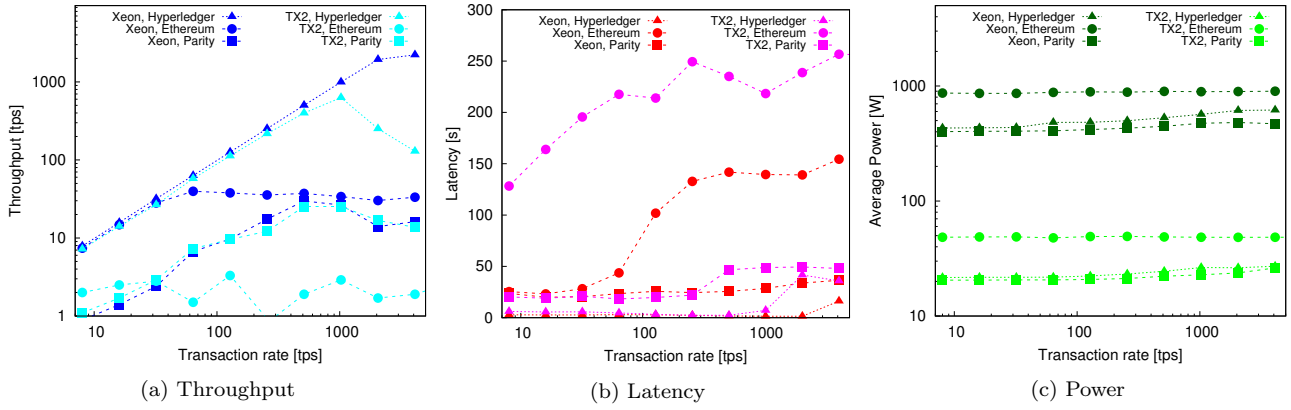 Xeon, Hyperledger
Xeon, Ethereum
Xeon, Parity
TX2, Hyperledger
TX2, Ethereum
TX2, Parity
Throughput [tps]
1000
100
10
1
10
100
1000
Transaction rate [tps]
(a) Throughput
Xeon, Hyperledger
Xeon, Ethereum
Xeon, Parity
TX2, Hyperledger
TX2, Ethereum
TX2, Parity
Latency [s]
300
250
200
150
100
50
0
10
100
1000
Transaction rate [tps]
(b) Latency
Xeon, Hyperledger
Xeon, Ethereum
Xeon, Parity
TX2, Hyperledger
TX2, Ethereum
TX2, Parity
Average Power [W]
1000
100
10
10
100
1000
Transaction rate [tps]
(c) Power